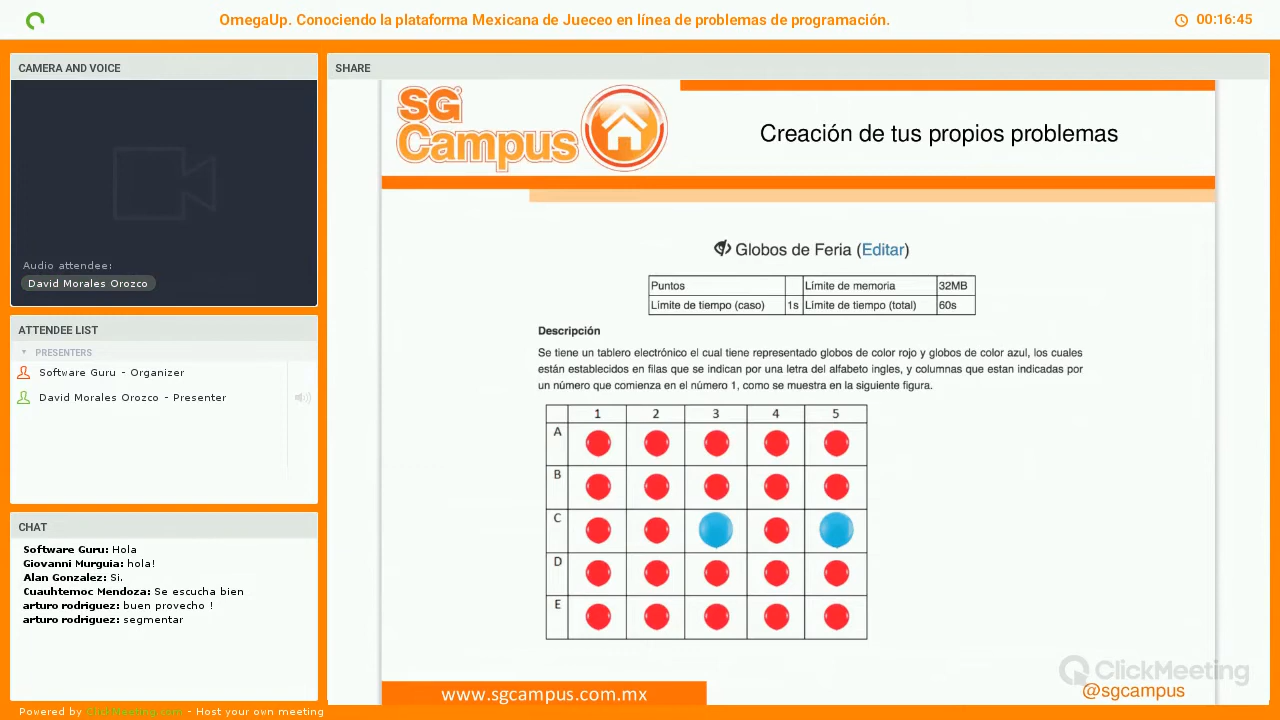 OmegaUp. Conociendo la plataforma Mexicana de Jueceo en línea de problemas de programación.
00:16:45
CAMERA AND VOICE
Audio attendee:
David Morales Orozco
ATTENDEE LIST
PRESENTERS
Software Guru - Organizer
David Morales Orozco - Presenter
CHAT
Software Guru: Hola
Giovanni Murguia: hola!
Alan Gonzalez: Si.
Cuauhtemoc Mendoza: Se escucha bien
arturo rodriguez: buen provecho !
arturo rodriguez: segmentar
Powered by ClickMeeting.com - Host your own meeting
SHARE
SG
Campus
Creación de tus propios problemas
Globos de Feria (Editar)
Puntos Límite de memoria 32MB
Límite de tiempo (caso) 1s Límite de tiempo (total) 60s
Descripción
Se tiene un tablero electrónico el cual tiene representado globos de color rojo y globos de color azul, los cuales
están establecidos en filas que se indican por una letra del alfabeto ingles, y columnas que estan indicadas por
un número que comienza en el número 1, como se muestra en la siguiente figura.
1 2 3 4 5
A
B
C
D
E
www.sgcampus.com.mx
ClickMeeting
@sgcampus